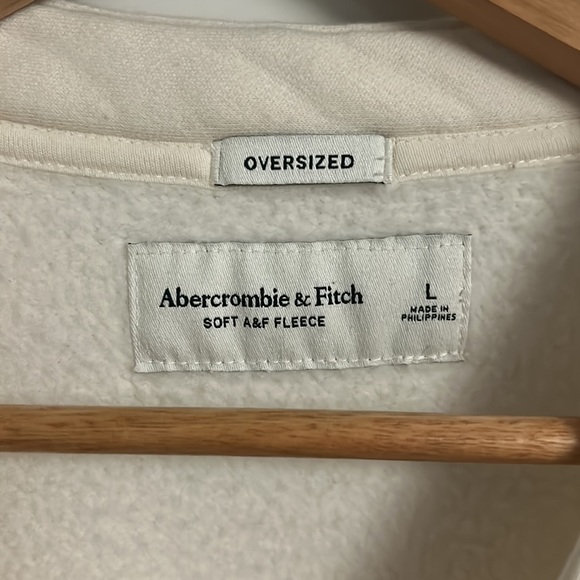 OVERSIZED
Abercrombie & Fitch
SOFT A&F FLEECE
L
MADE IN
PHILIPPINES